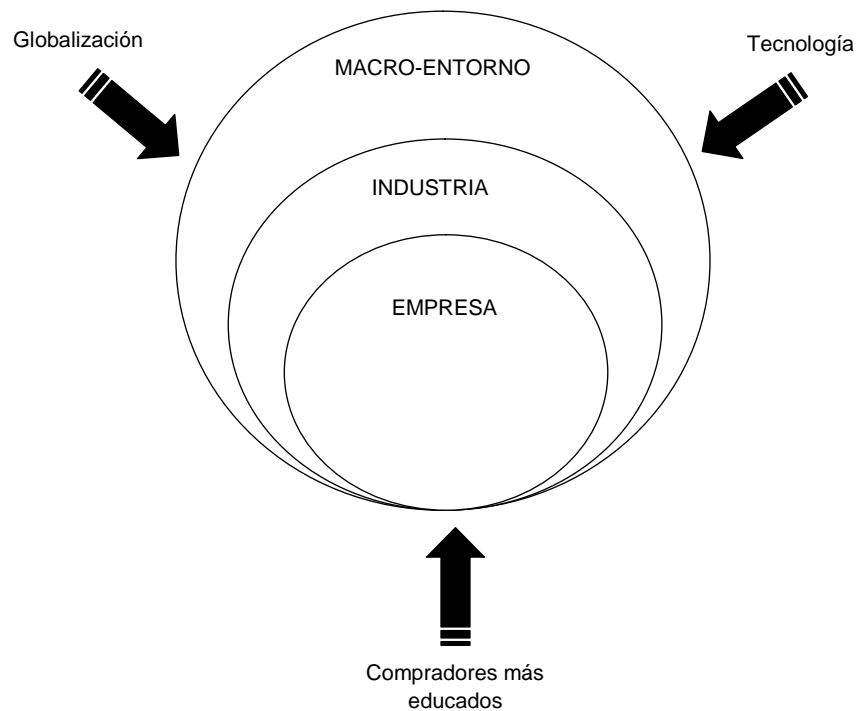 Globalización
Tecnología
MACRO-ENTORNO
INDUSTRIA
EMPRESA
Compradores más
educados